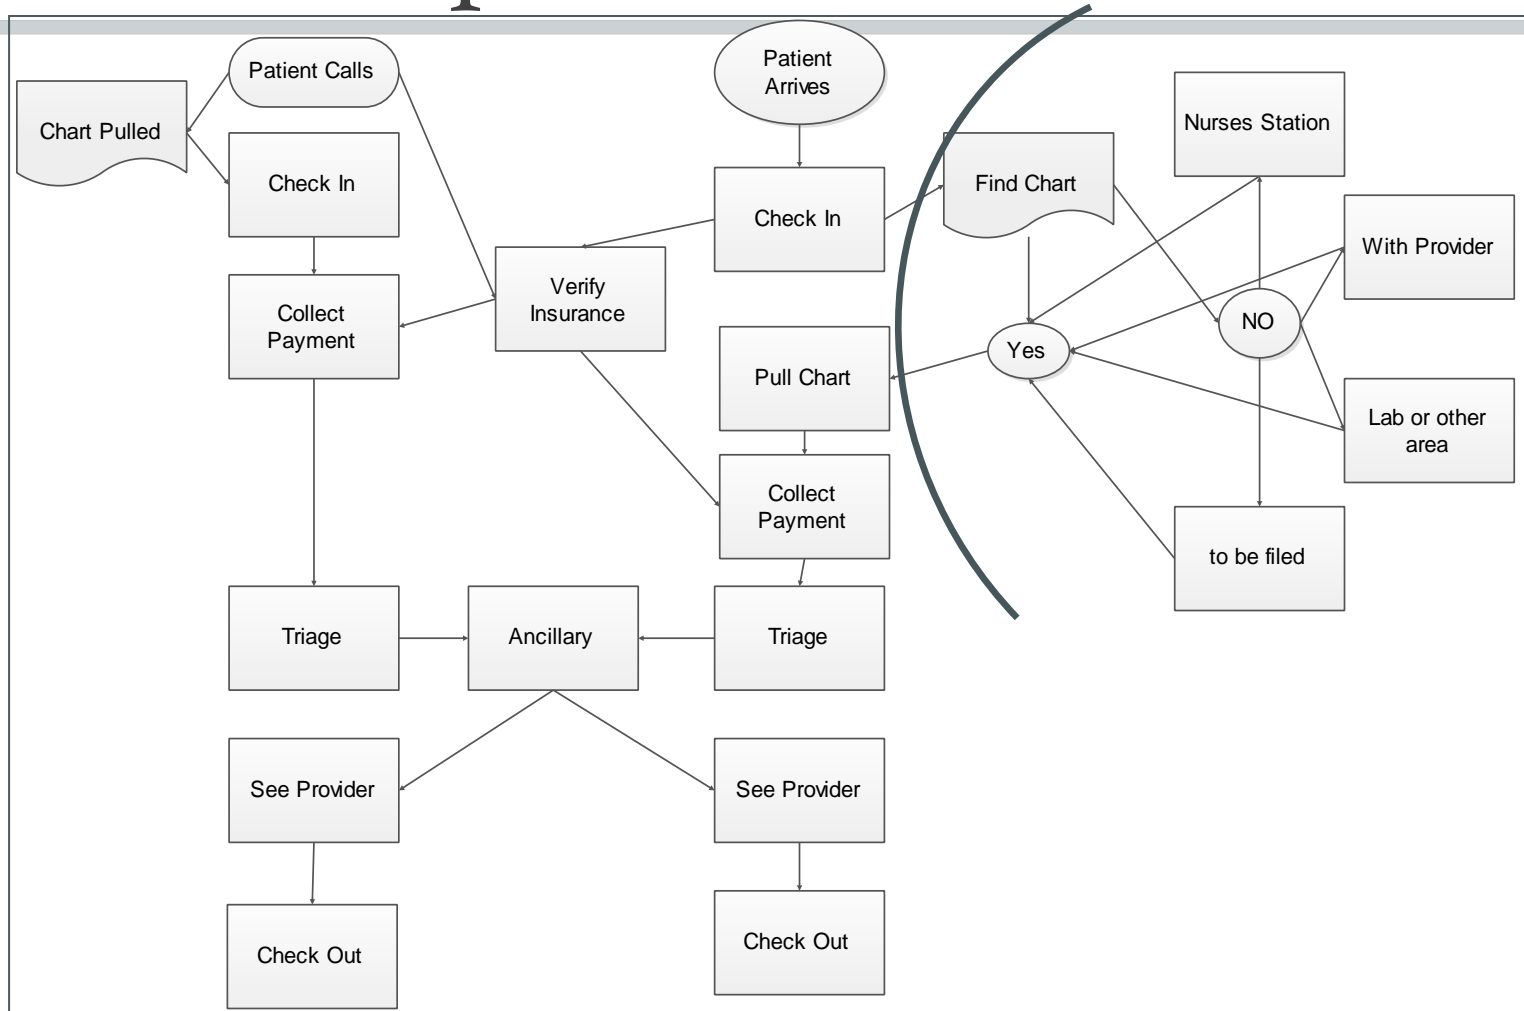 Patient Calls
Patient
Arrives
Chart Pulled
Nurses Station
Check In
Find Chart
Check In
With Provider
Verify
Insurance
Collect
Payment
NO
Yes
Pull Chart
Lab or other
area
Collect
Payment
to be filed
Triage
Ancillary
Triage
See Provider
See Provider
Check Out
Check Out